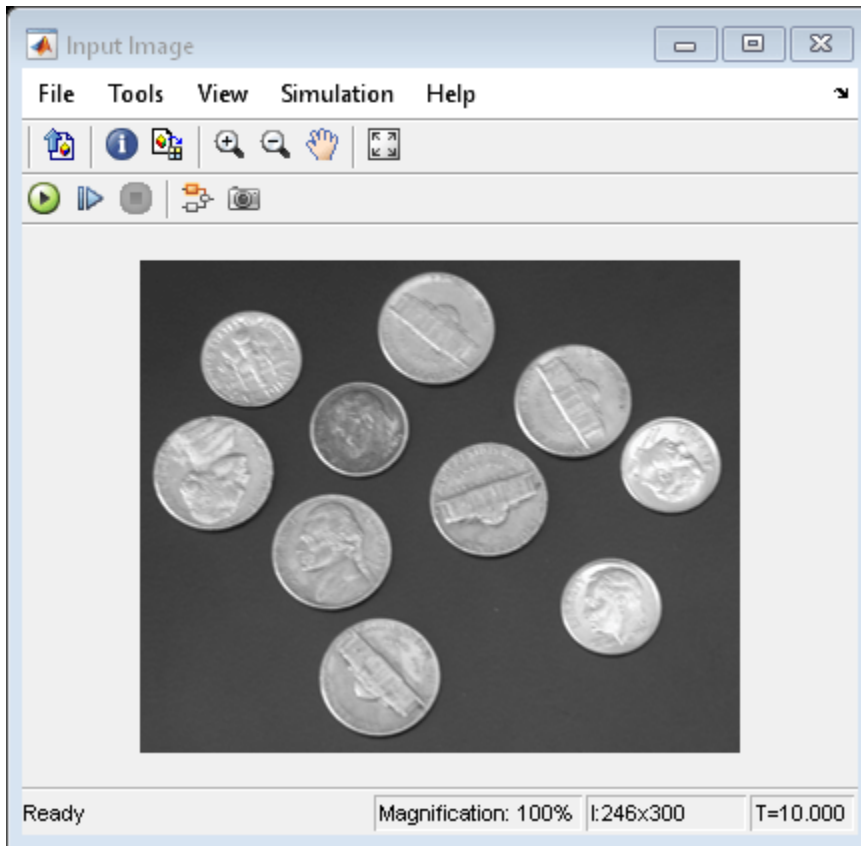 Input Image
File Tools View Simulation Help
Ready Magnification: 100% I:246x300 T=10.000